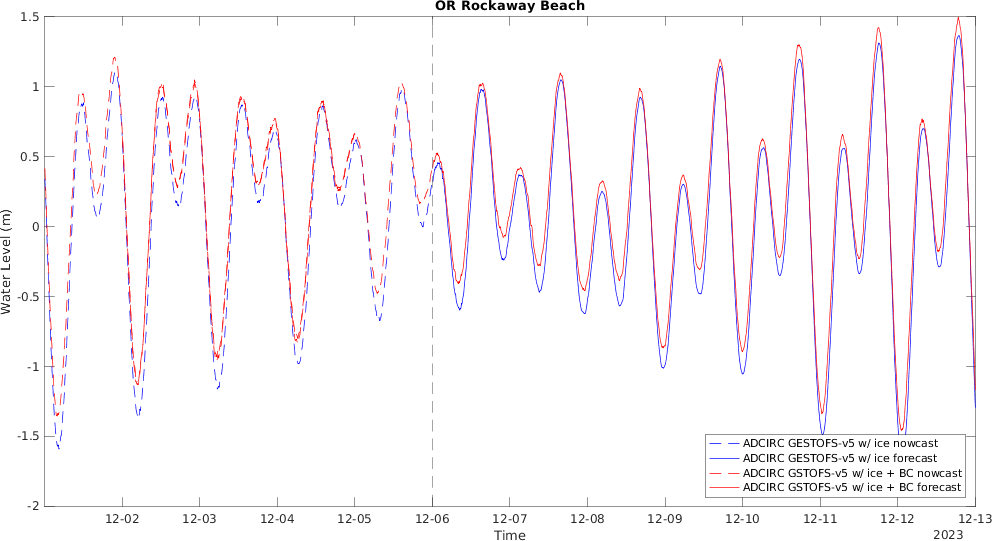 OR Rockaway Beach
1.5
1
0.5
0
-0.5
-1
-1.5
-2
Water Level (m)
12-02 12-03 12-04 12-05 12-06 12-07 12-08 12-09 12-10 12-11 12-12 12-13
Time
2023
ADCIRC GESTOFS-v5 w/ ice nowcast
ADCIRC GESTOFS-v5 w/ ice forecast
ADCIRC GSTOFS-v5 w/ ice + BC nowcast
ADCIRC GSTOFS-v5 w/ ice + BC forecast